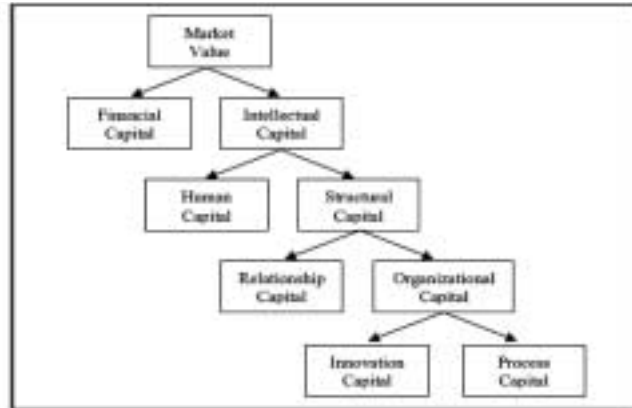 Market
Value
Financial
Capital
Intellectual
Capital
Human
Capital
Structural
Capital
Relationship
Capital
Organizational
Capital
Innovation
Capital
Process
Capital